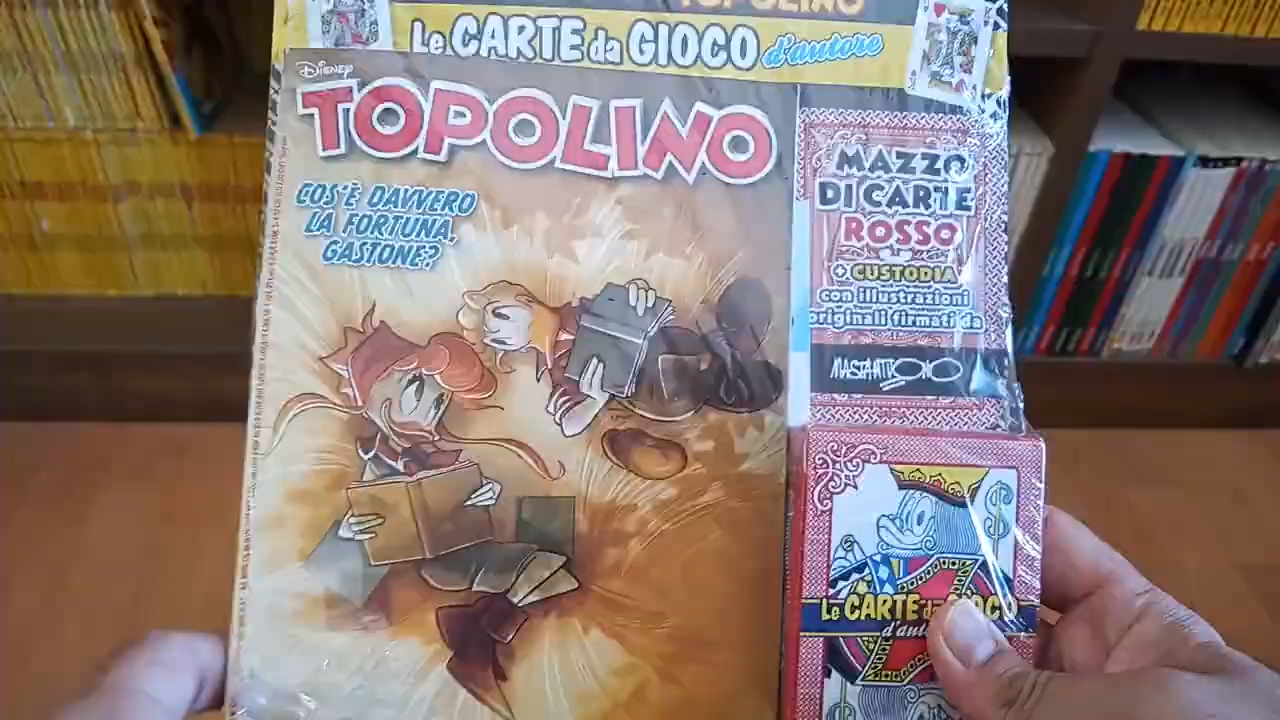 TOPOLINO
Le CARTE da GIOCO d'autore
DISNEY
TOPOLINO
COS'È DAVVERO
LA FORTUNA,
GASTONE?
MAZZO
DI CARTE
ROSSO
+ CUSTODIA
con illustrazioni
originali firmati da
MASTANTUONO
Le CARTE da GIOCO